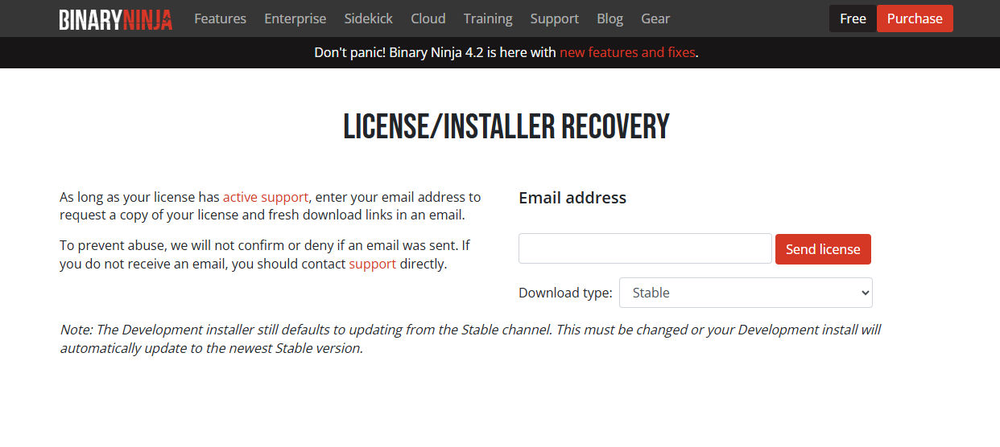 BINARYNINJA Features Enterprise Sidekick Cloud Training Support Blog Gear Free Purchase
Don't panic! Binary Ninja 4.2 is here with new features and fixes.
LICENSE/INSTALLER RECOVERY
As long as your license has active support, enter your email address to
request a copy of your license and fresh download links in an email.
To prevent abuse, we will not confirm or deny if an email was sent. If
you do not receive an email, you should contact support directly.
Email address
Send license
Download type: Stable
Note: The Development installer still defaults to updating from the Stable channel. This must be changed or your Development install will
automatically update to the newest Stable version.